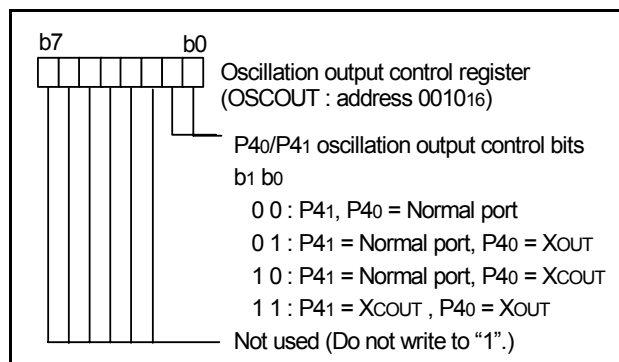 b7 b0
Oscillation output control register
(OSCOUT : address 001016)
P40/P41 oscillation output control bits
b1 b0
0 0 : P41, P40 = Normal port
0 1 : P41 = Normal port, P40 = XOUT
1 0 : P41 = Normal port, P40 = XCOUT
1 1 : P41 = XCOUT , P40 = XOUT
Not used (Do not write to “1”.)